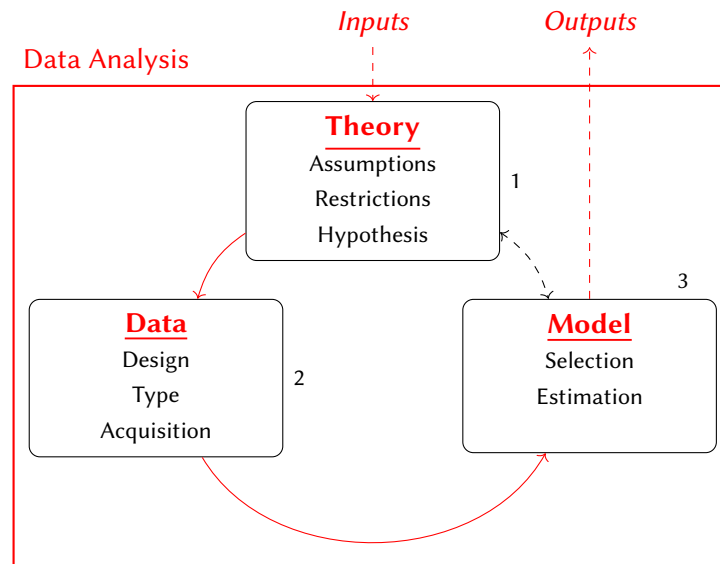 Inputs
Outputs
Data Analysis
Theory
Assumptions
Restrictions
Hypothesis
1
Data
Design
Type
Acquisition
2
3
Model
Selection
Estimation